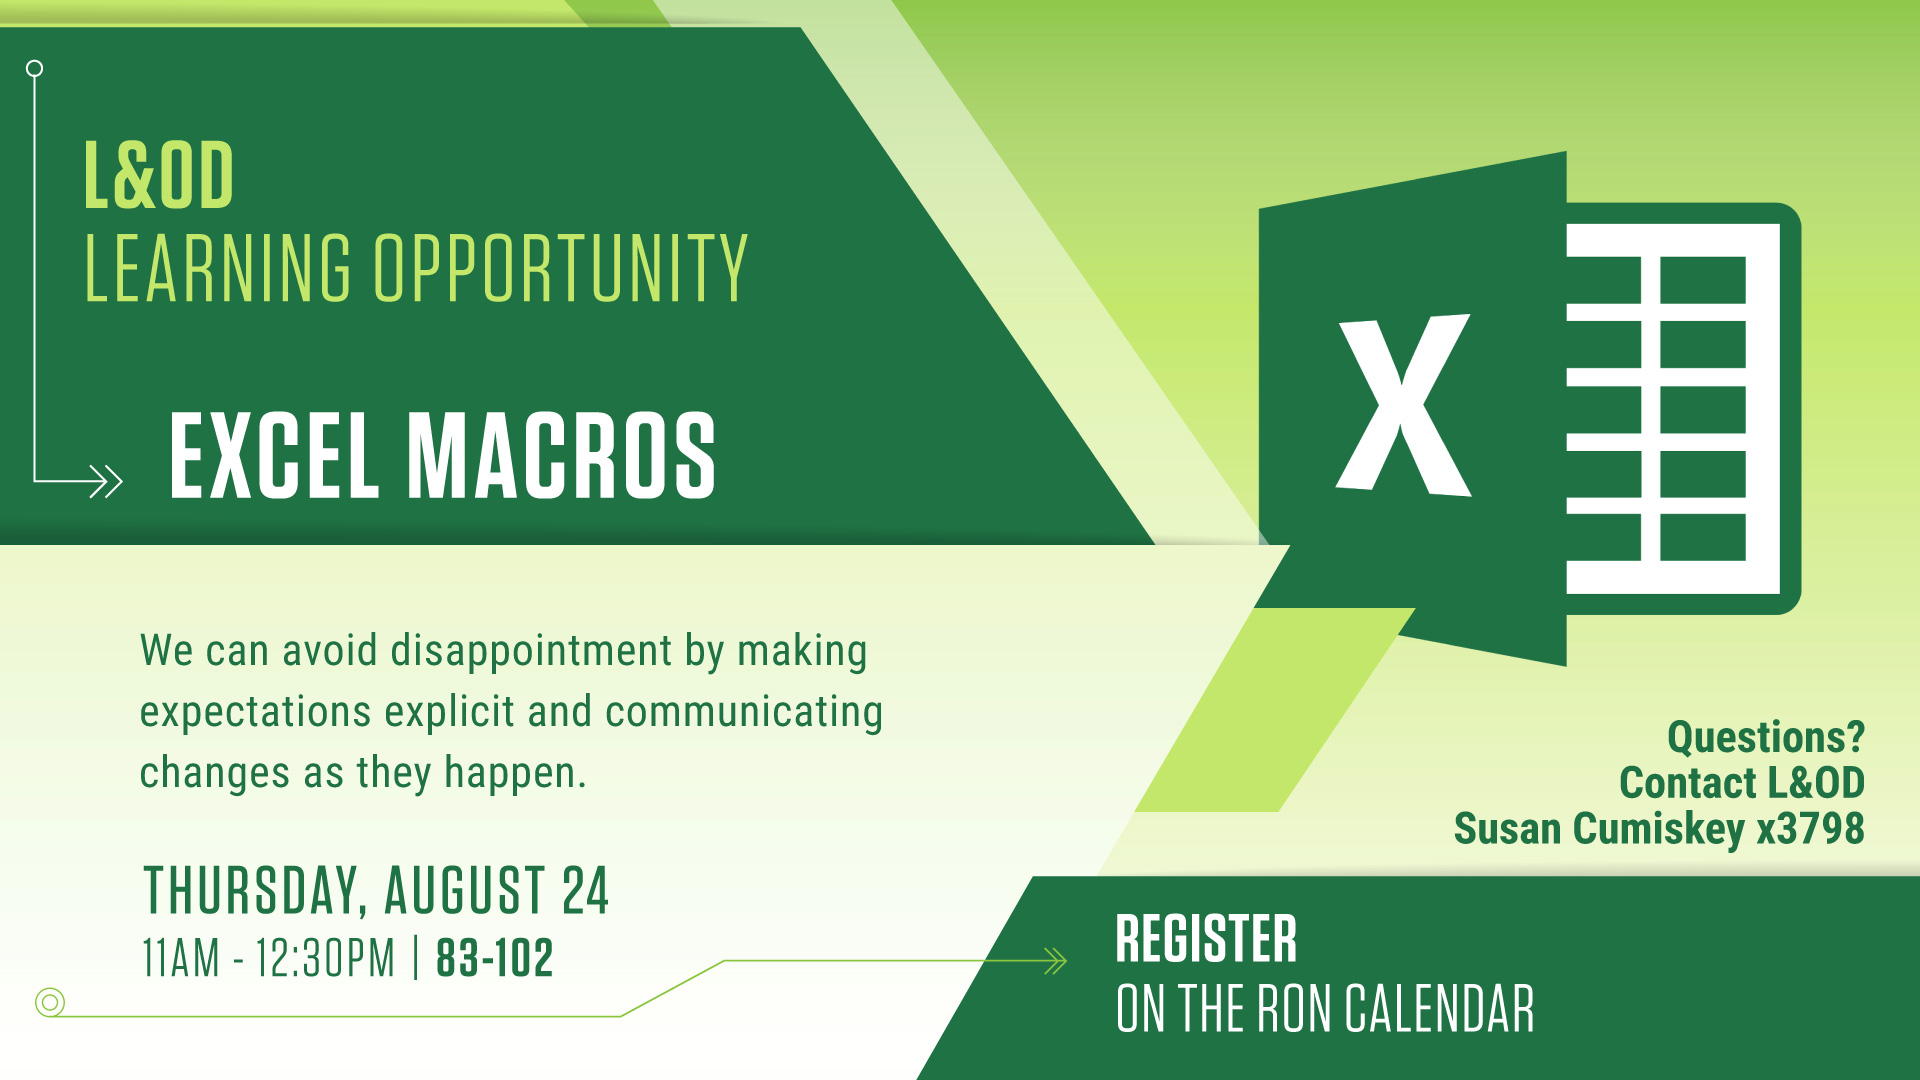 L&OD
LEARNING OPPORTUNITY
EXCEL MACROS
X
We can avoid disappointment by making
expectations explicit and communicating
changes as they happen.
THURSDAY, AUGUST 24
11AM - 12:30PM | 83-102
Questions?
Contact L&OD
Susan Cumiskey x3798
REGISTER
ON THE RON CALENDAR